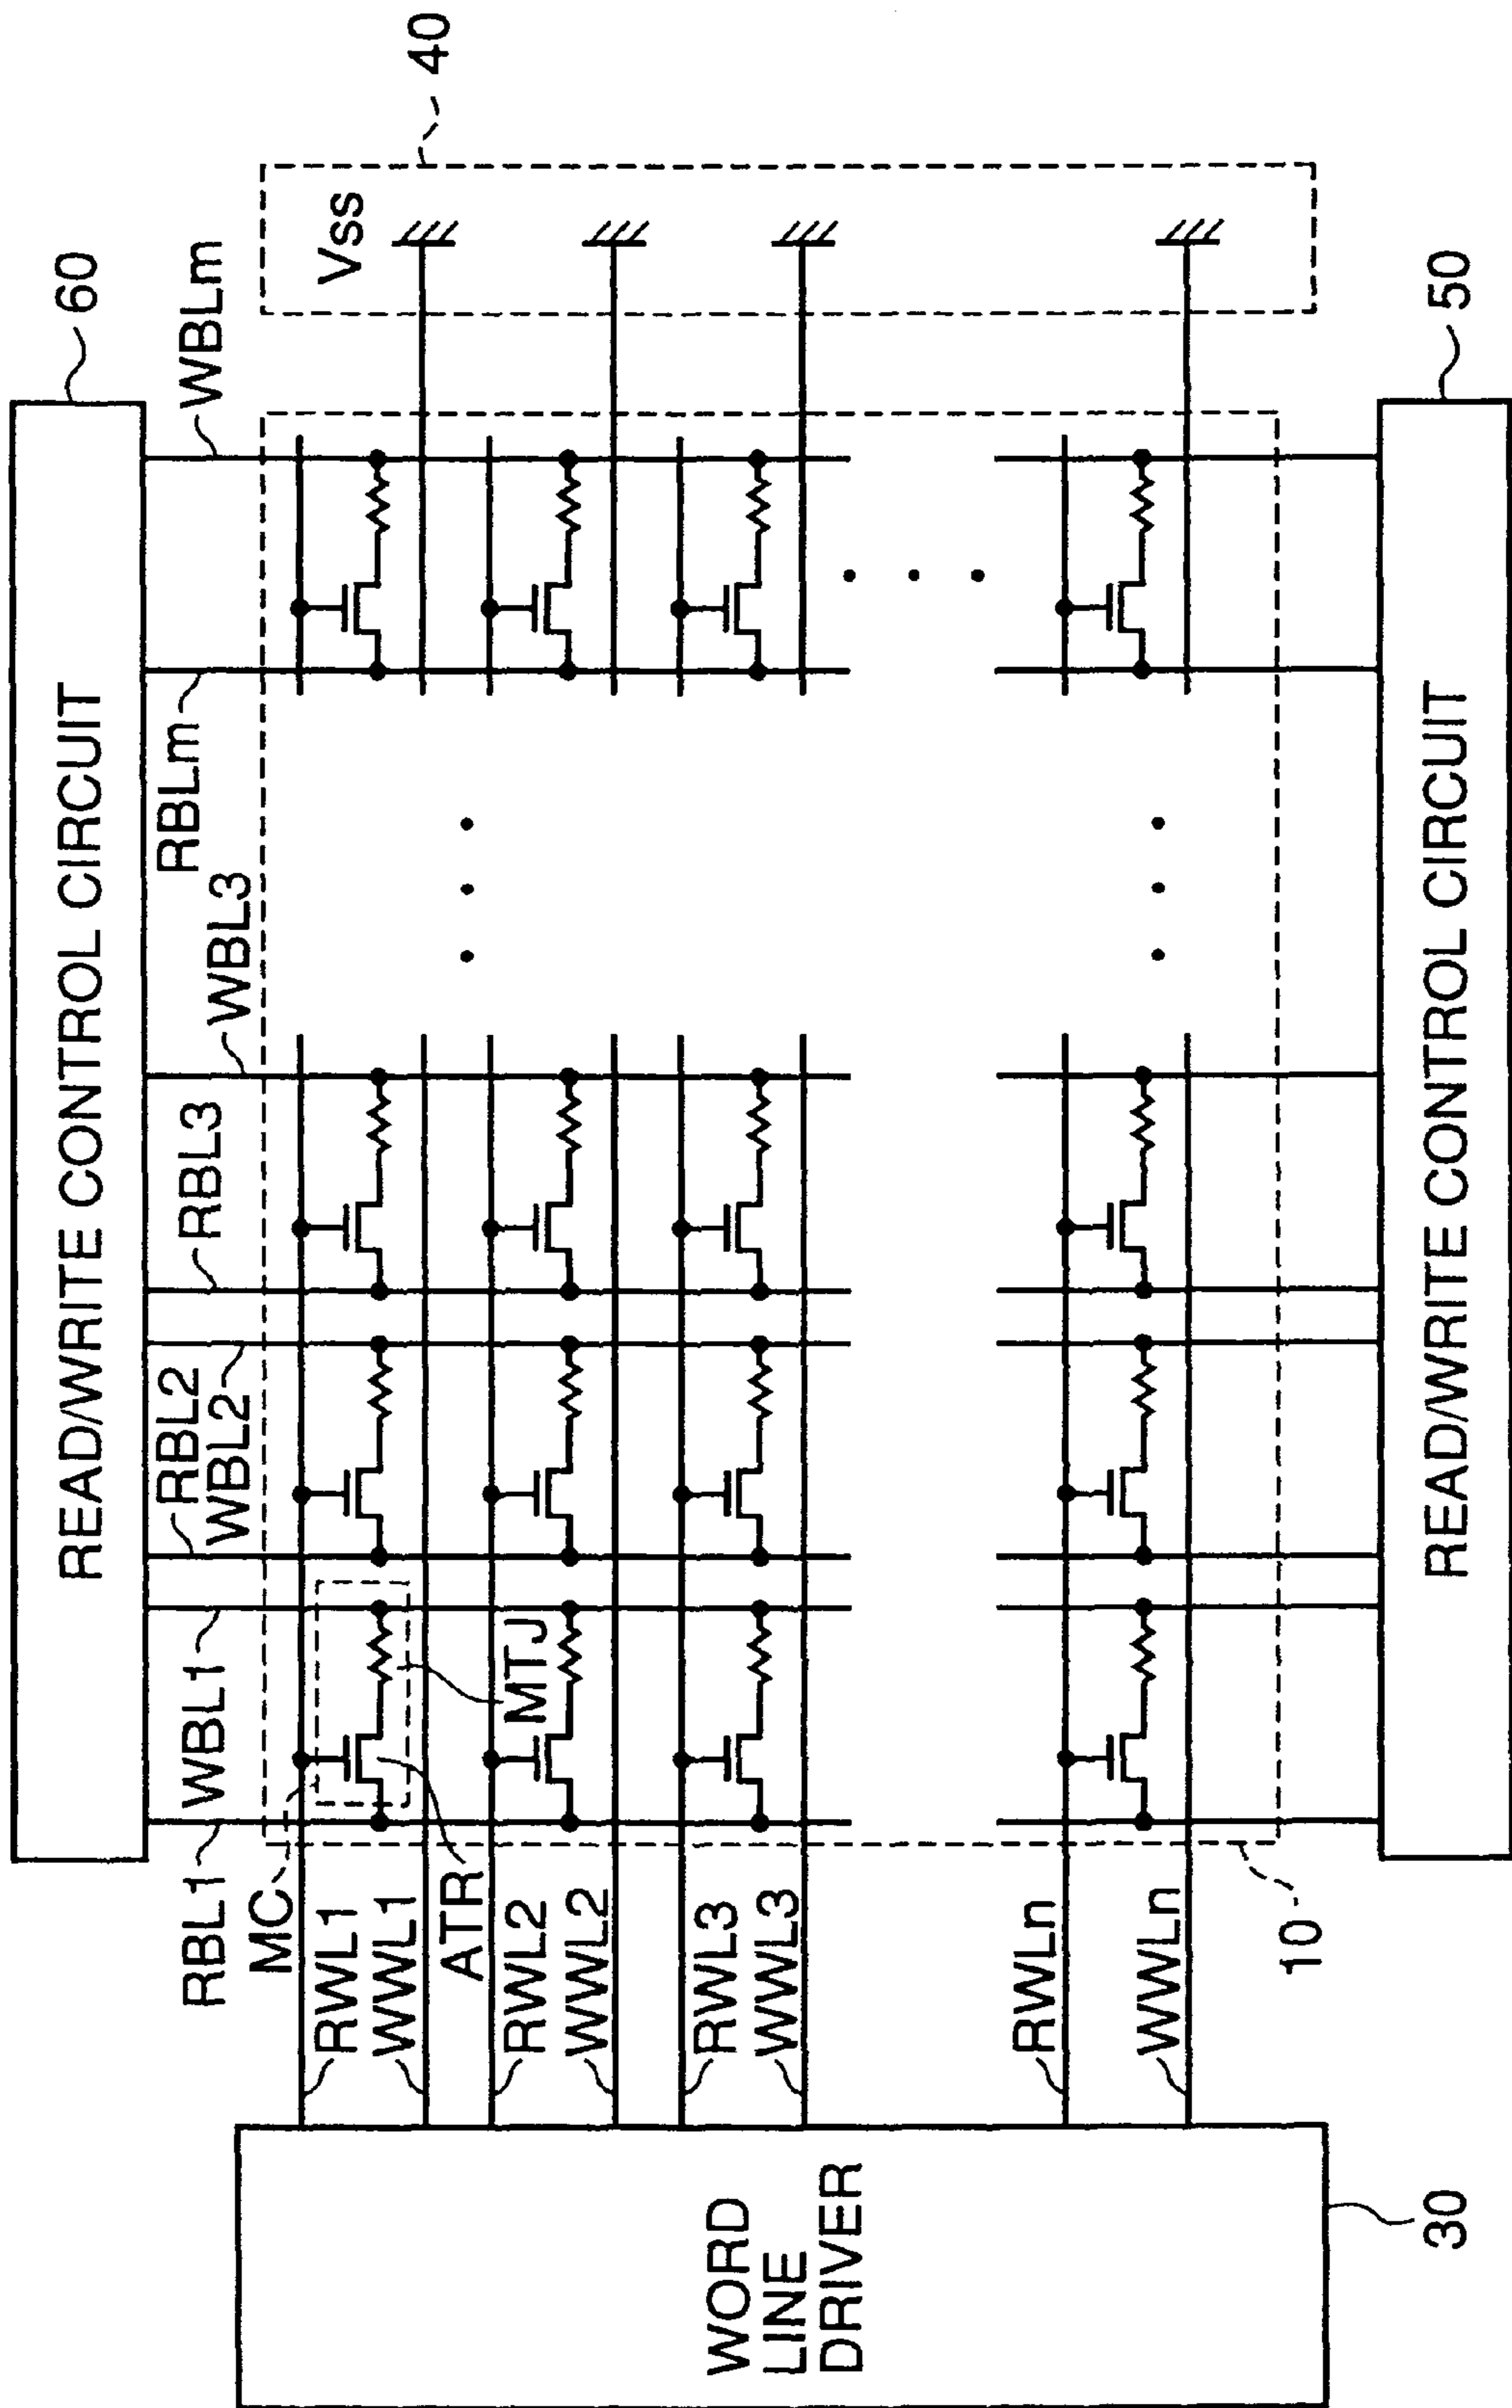 READ/WRITE CONTROL CIRCUIT
60
RBL1
WBL1
RBL2
WBL2
RBL3
WBL3
RBLm
WBLm
40
Vss
MC
RWL1
WWL1
ATR
MTJ
RWL2
WWL2
RWL3
WWL3
RWLn
WWLn
10
WORD
LINE
DRIVER
30
READ/WRITE CONTROL CIRCUIT
50